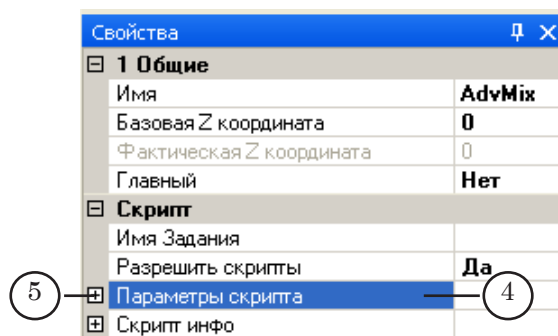 Свойства
1 Общие
Имя AdvMix
Базовая Z координата 0
Фактическая Z координата 0
Главный Нет
Скрипт
Имя Задания
Разрешить скрипты Да
5 Параметры скрипта 4
Скрипт инфо